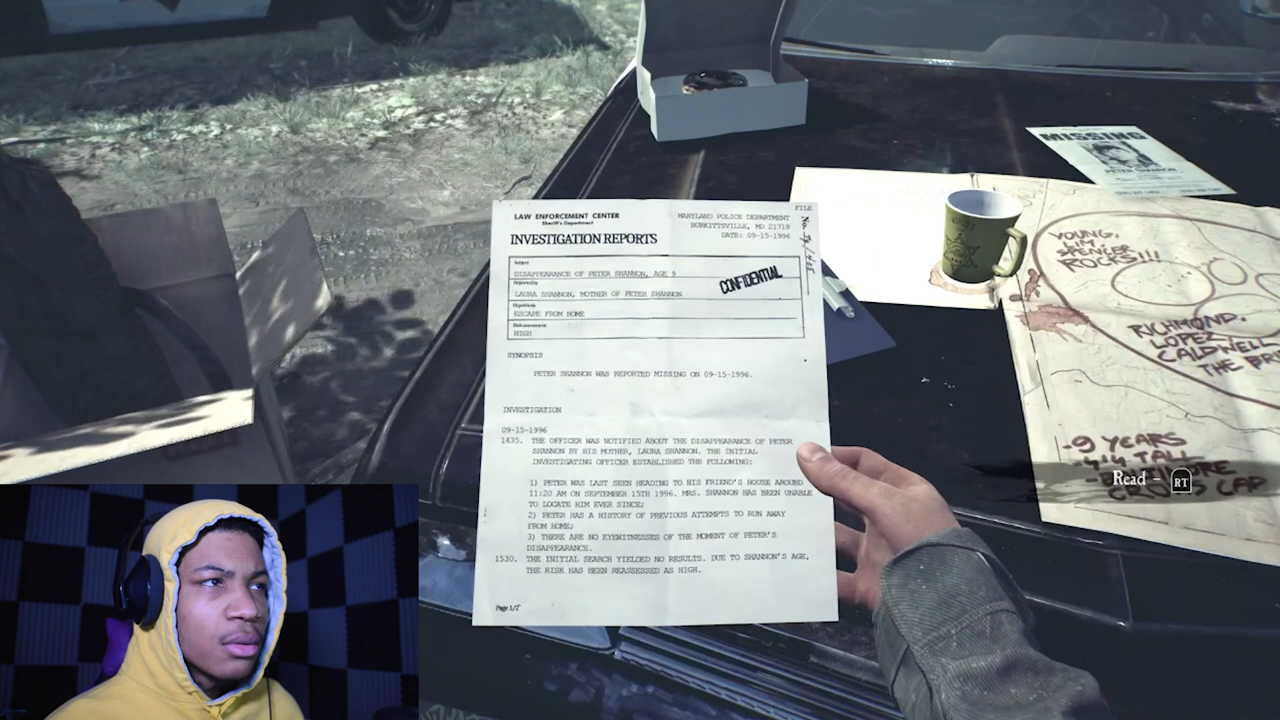 LAW ENFORCEMENT CENTER
Sheriff's Department
INVESTIGATION REPORTS
MARYLAND POLICE DEPARTMENT
BURKITTSVILLE, MD 21718
DATE: 09-15-1996
FILE
Subject
DISAPPEARANCE OF PETER SHANNON, AGE 9
CONFIDENTIAL
LAURA SHANNON, MOTHER OF PETER SHANNON
Hypothesis
ESCAPE FROM HOME
Risk assessment
HIGH
SYNOPSIS
PETER SHANNON WAS REPORTED MISSING ON 09-15-1996.
INVESTIGATION
09-15-1996
1435. THE OFFICER WAS NOTIFIED ABOUT THE DISAPPEARANCE OF PETER
SHANNON BY HIS MOTHER, LAURA SHANNON. THE INITIAL
INVESTIGATING OFFICER ESTABLISHED THE FOLLOWING:
1) PETER WAS LAST SEEN HEADING TO HIS FRIEND'S HOUSE AROUND
11:20 AM ON SEPTEMBER 15TH 1996. MRS. SHANNON HAS BEEN UNABLE
TO LOCATE HIM EVER SINCE;
2) PETER HAS A HISTORY OF PREVIOUS ATTEMPTS TO RUN AWAY
FROM HOME;
3) THERE ARE NO EYEWITNESSES OF THE MOMENT OF PETER'S
DISAPPEARANCE.
1530. THE INITIAL SEARCH YIELDED NO RESULTS. DUE TO SHANNON'S AGE,
THE RISK HAS BEEN REASSESSED AS HIGH.
Page 1/2
MISSING
PETER SHANNON
YOUNG,
LIM
SPENCER
ROCKS!!!
RICHMOND,
LOPEZ
CALDWELL
THE
-9 YEARS
-4'4 TALL
CAP
Read - RT